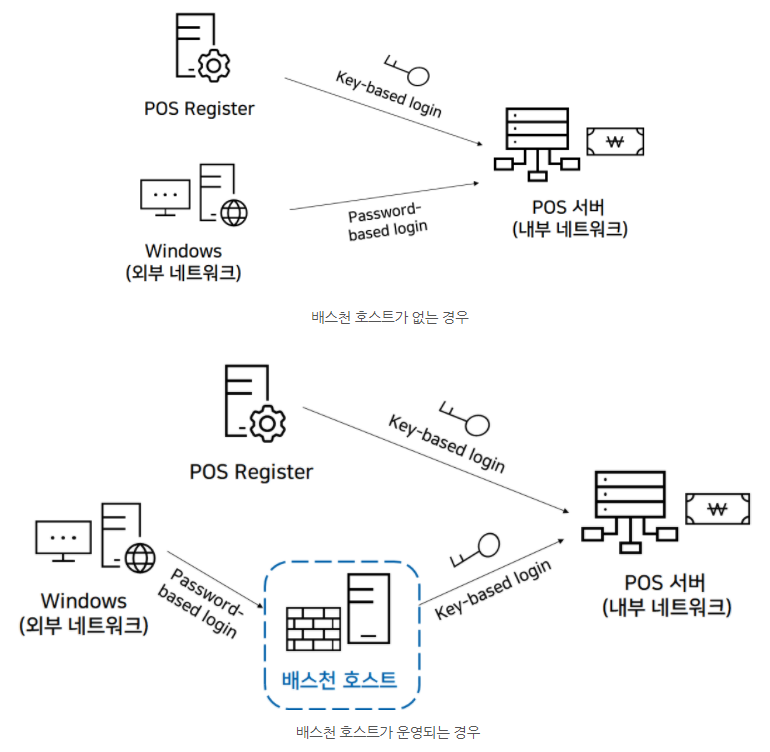 POS Register
Key-based login
₩
Windows
(외부 네트워크)
Password-
based login
POS 서버
(내부 네트워크)
배스천 호스트가 없는 경우
POS Register
Key-based login
₩
Windows
(외부 네트워크)
Password-
based login
배스천 호스트
Key-based login
POS 서버
(내부 네트워크)
배스천 호스트가 운영되는 경우